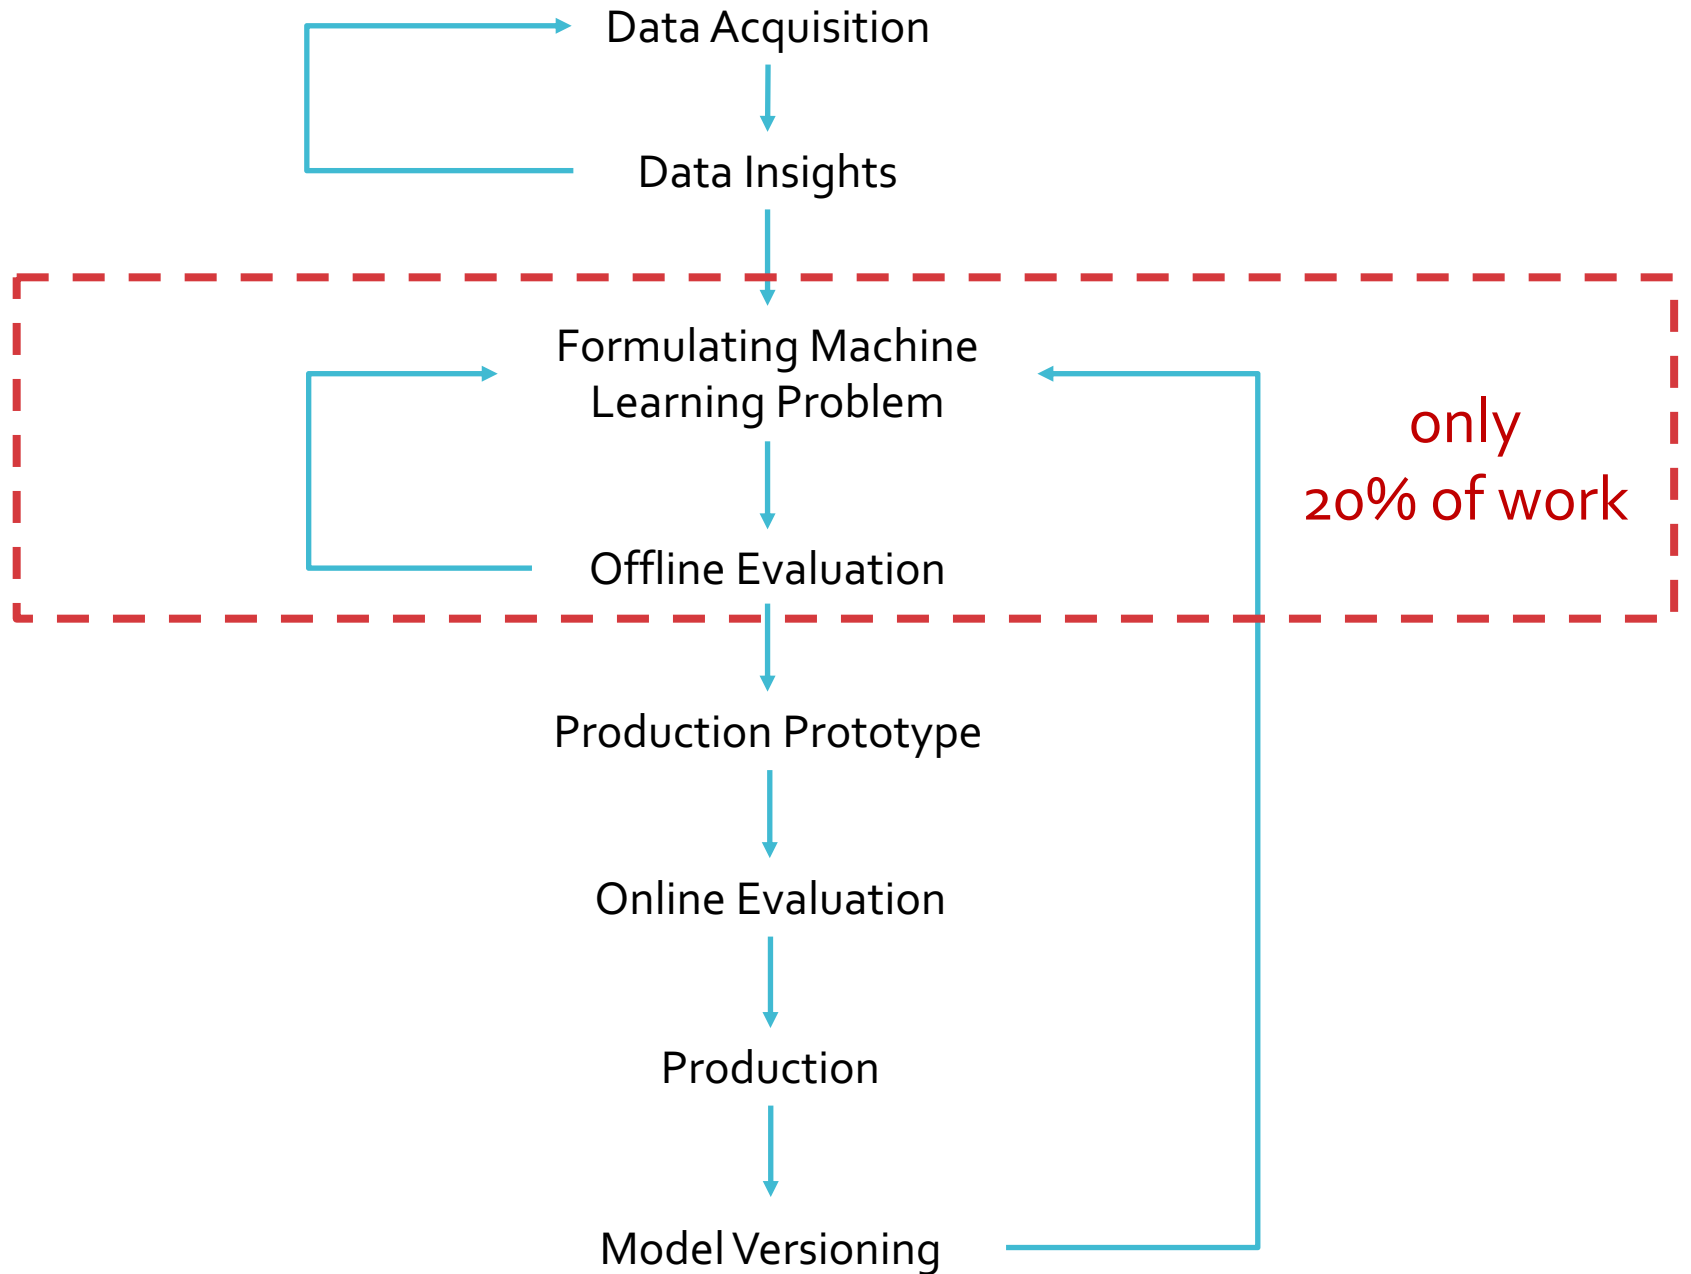 Data Acquisition
Data Insights
Formulating Machine
Learning Problem
only
20% of work
Offline Evaluation
Production Prototype
Online Evaluation
Production
Model Versioning